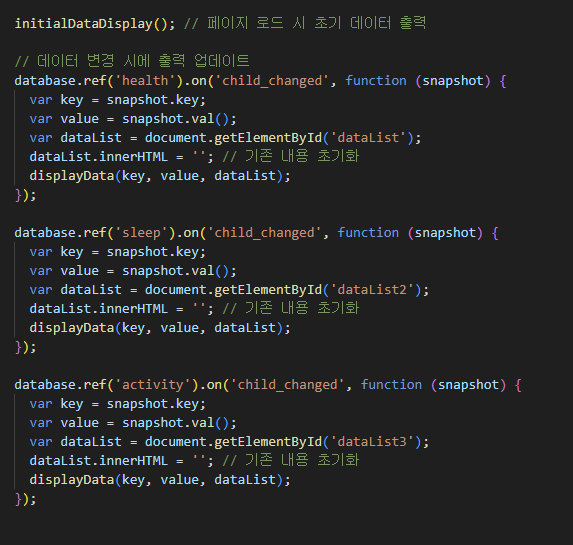 initialDataDisplay(); // 페이지 로드 시 초기 데이터 출력
// 데이터 변경 시에 출력 업데이트
database.ref('health').on('child_changed', function (snapshot) {
var key = snapshot.key;
var value = snapshot.val();
var dataList = document.getElementById('dataList');
dataList.innerHTML = ''; // 기존 내용 초기화
displayData(key, value, dataList);
});
database.ref('sleep').on('child_changed', function (snapshot) {
var key = snapshot.key;
var value = snapshot.val();
var dataList = document.getElementById('dataList2');
dataList.innerHTML = ''; // 기존 내용 초기화
displayData(key, value, dataList);
});
database.ref('activity').on('child_changed', function (snapshot) {
var key = snapshot.key;
var value = snapshot.val();
var dataList = document.getElementById('dataList3');
dataList.innerHTML = ''; // 기존 내용 초기화
displayData(key, value, dataList);
});